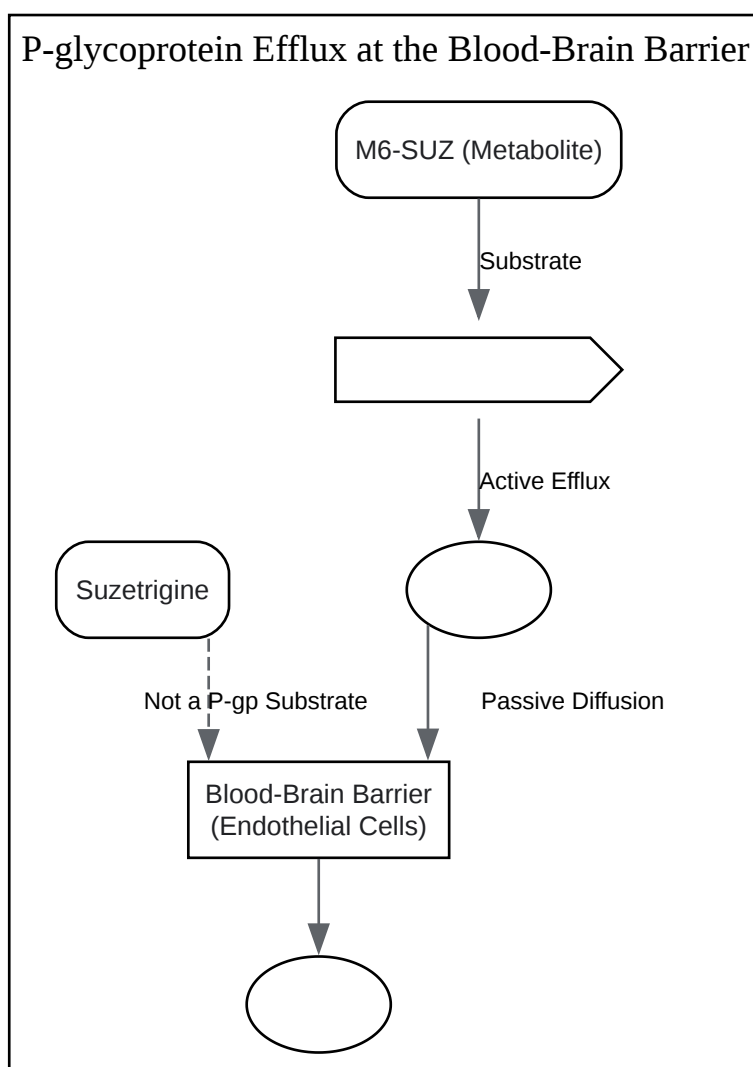 P-glycoprotein Efflux at the Blood-Brain Barrier
M6-SUZ (Metabolite)
Substrate
Active Efflux
Suzetrigine
Not a P-gp Substrate
Passive Diffusion
Blood-Brain Barrier
(Endothelial Cells)